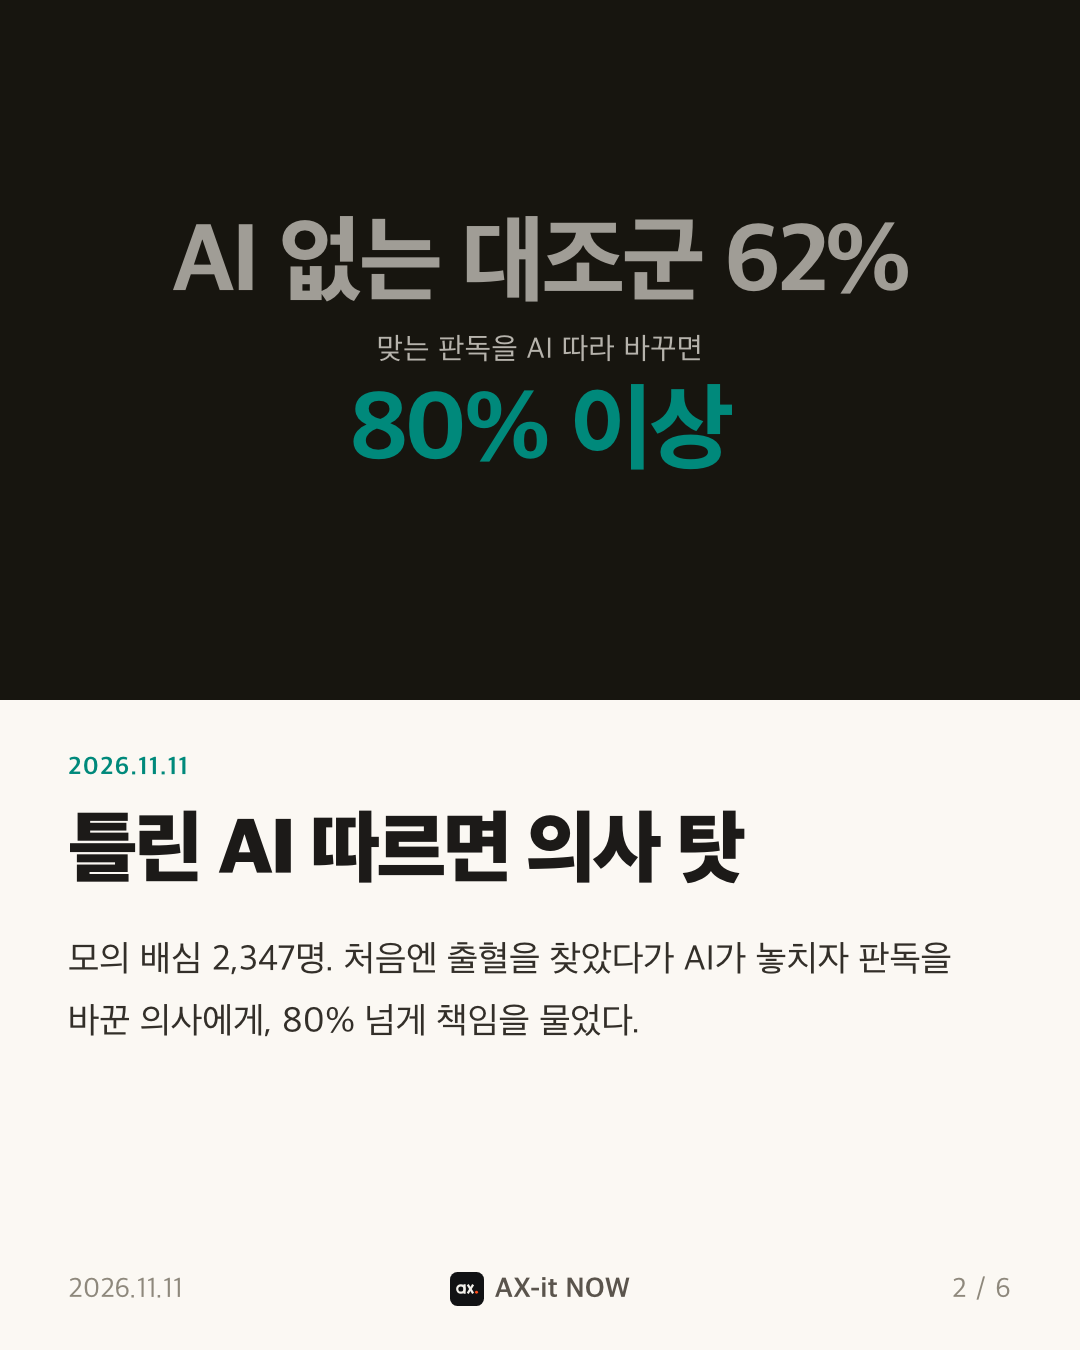 AI 없는 대조군 62%
맞는 판독을 AI 따라 바꾸면
80% 이상
2026.11.11
틀린 AI 따르면 의사 탓
모의 배심 2,347명. 처음엔 출혈을 찾았다가 AI가 놓치자 판독을
바꾼 의사에게, 80% 넘게 책임을 물었다.
2026.11.11
ax. AX-it NOW
2 / 6